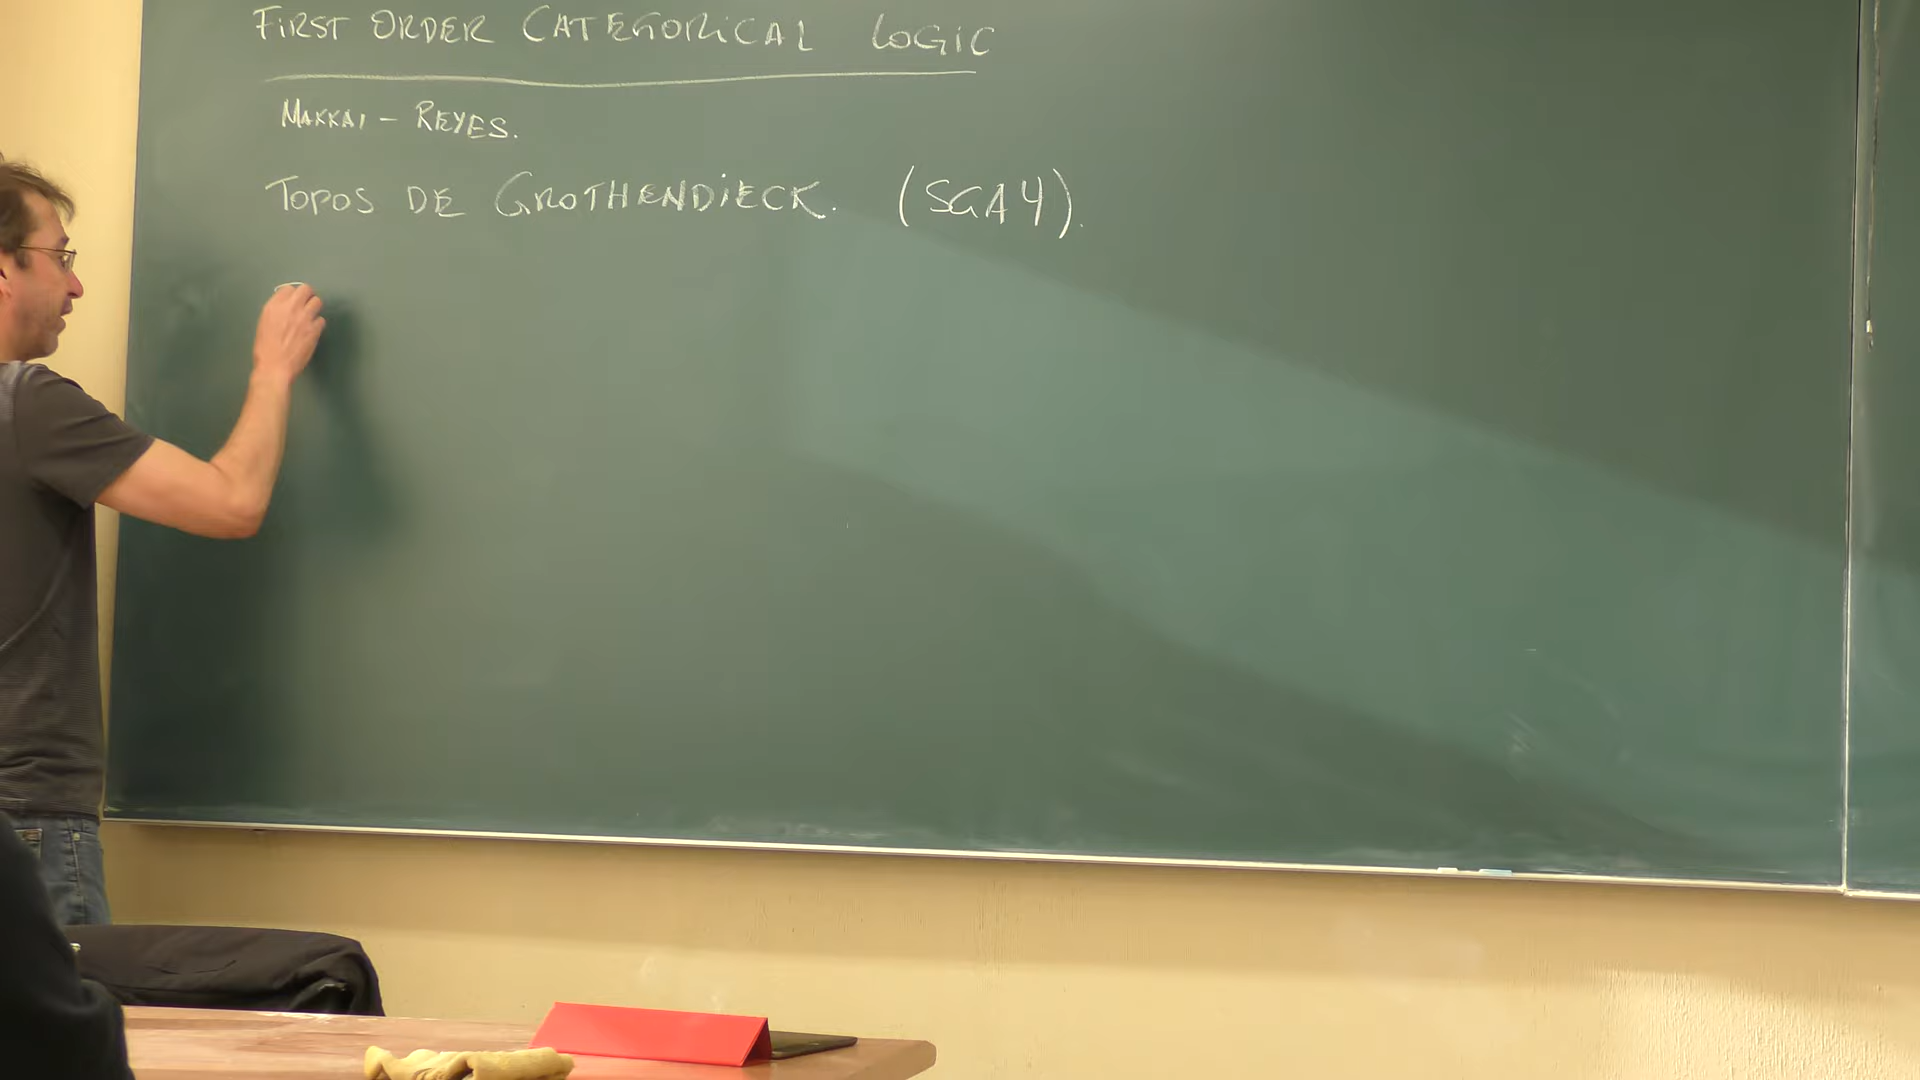 FIRST ORDER CATEGORICAL LOGIC
MAKKAI - REYES.
TOPOS DE GROTHENDIECK. (SGA4).